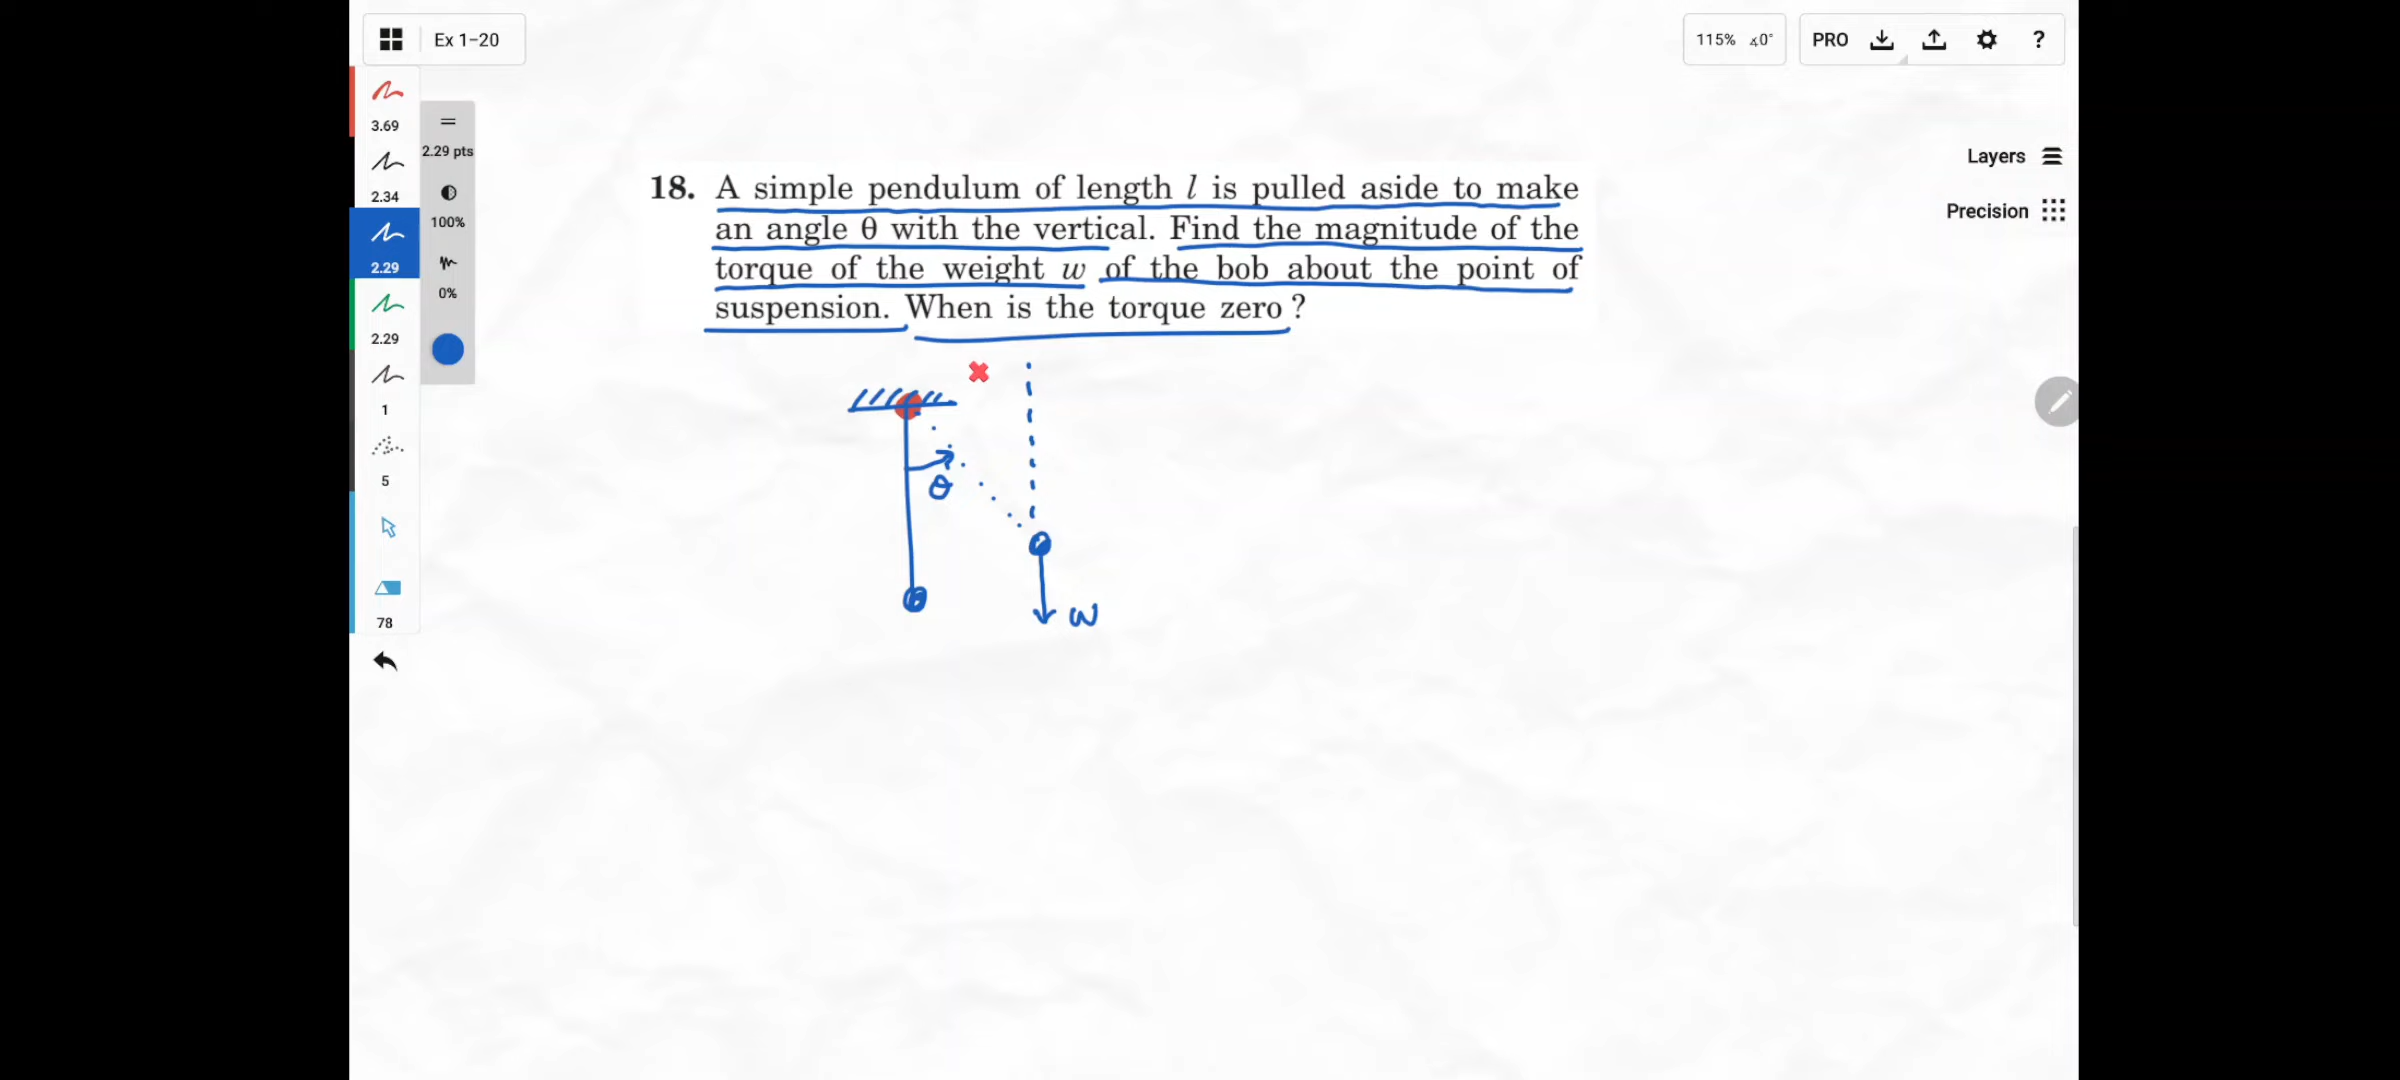 Ex 1–20
115% ∡0°
PRO
?
3.69
2.34
2.29
2.29
1
5
78
2.29 pts
100%
0%
Layers
Precision
18. A simple pendulum of length l is pulled aside to make
an angle θ with the vertical. Find the magnitude of the
torque of the weight w of the bob about the point of
suspension. When is the torque zero ?
θ
w